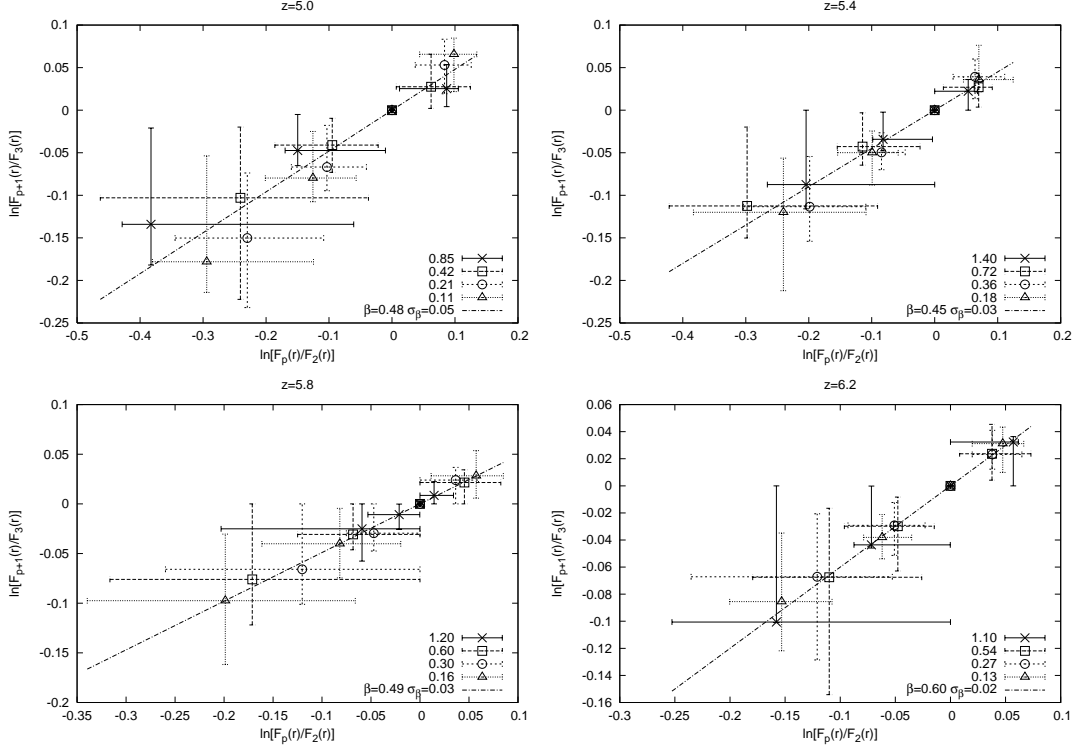 z=5.0
0.1
0.05
0
-0.05
-0.1
-0.15
-0.2
-0.25
ln[F_{p+1}(r)/F_3(r)]
0.85
0.42
0.21
0.11
β=0.48 σ_β=0.05
-0.5 -0.4 -0.3 -0.2 -0.1 0 0.1 0.2
ln[F_p(r)/F_2(r)]
z=5.4
0.1
0.05
0
-0.05
-0.1
-0.15
-0.2
-0.25
ln[F_{p+1}(r)/F_3(r)]
1.40
0.72
0.36
0.18
β=0.45 σ_β=0.03
-0.5 -0.4 -0.3 -0.2 -0.1 0 0.1 0.2
ln[F_p(r)/F_2(r)]
z=5.8
0.1
0.05
0
-0.05
-0.1
-0.15
-0.2
ln[F_{p+1}(r)/F_3(r)]
1.20
0.60
0.30
0.16
β=0.49 σ_β=0.03
-0.35 -0.3 -0.25 -0.2 -0.15 -0.1 -0.05 0 0.05 0.1
ln[F_p(r)/F_2(r)]
z=6.2
0.06
0.04
0.02
0
-0.02
-0.04
-0.06
-0.08
-0.1
-0.12
-0.14
-0.16
ln[F_{p+1}(r)/F_3(r)]
1.10
0.54
0.27
0.13
β=0.60 σ_β=0.02
-0.3 -0.25 -0.2 -0.15 -0.1 -0.05 0 0.05 0.1
ln[F_p(r)/F_2(r)]